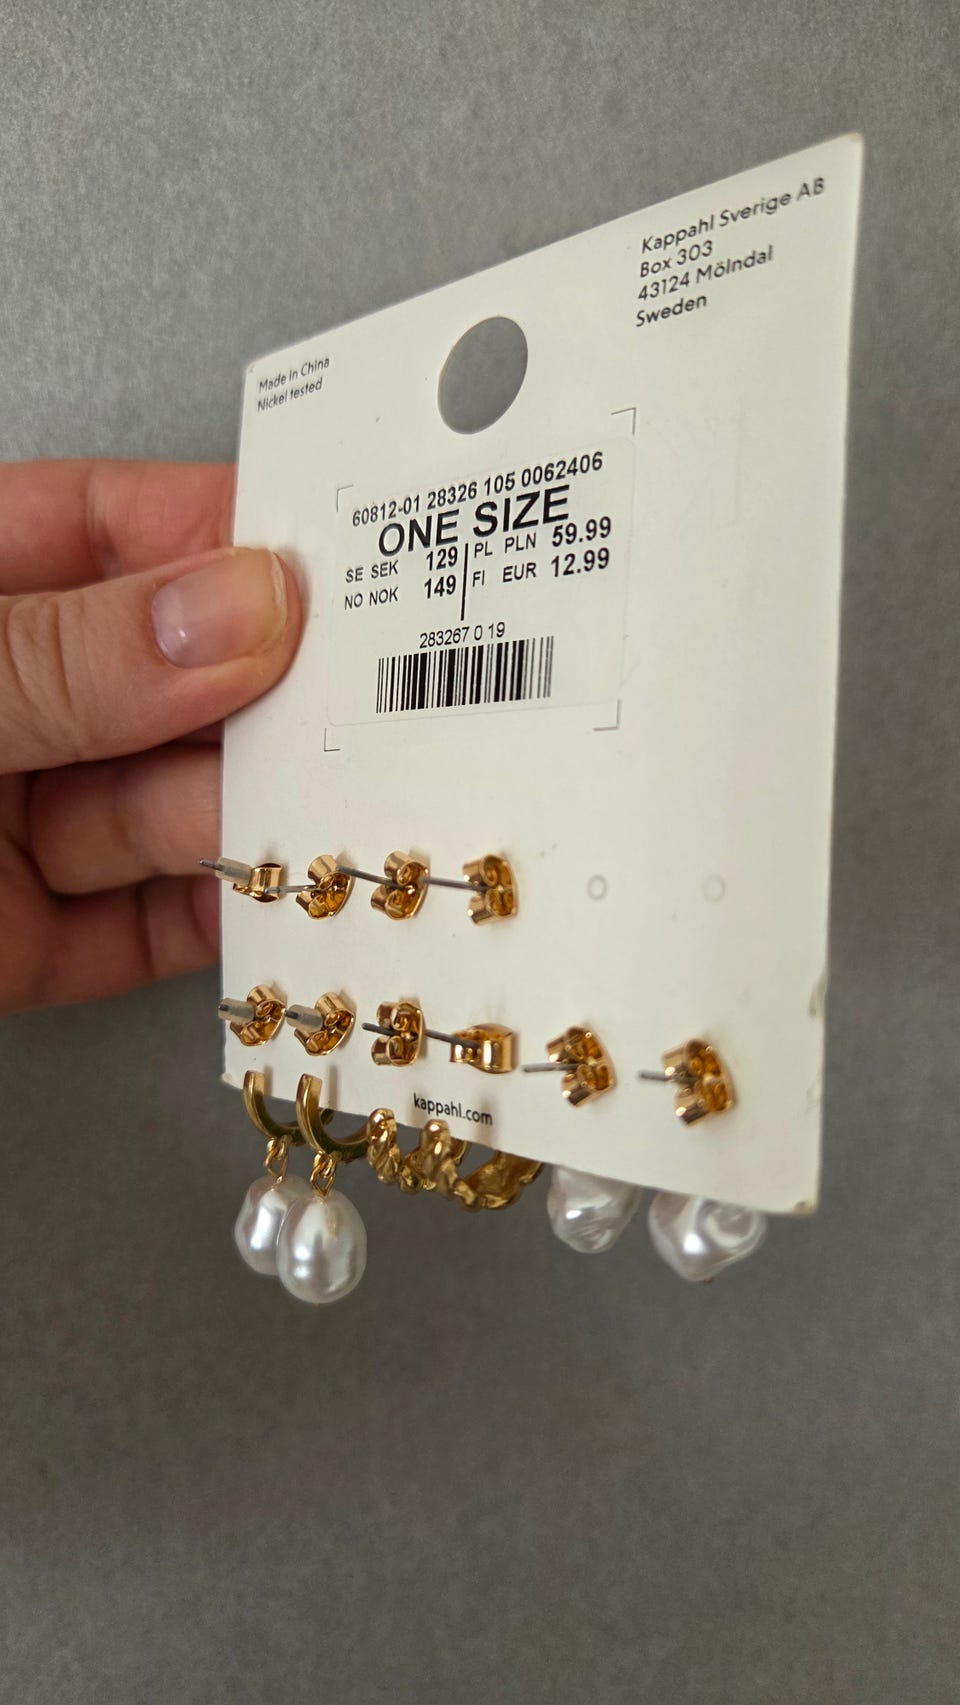 Kappahl Sverige AB
Box 303
43124 Mölndal
Sweden
Made in China
Nickel tested
60812-01 28326 105 0062406
ONE SIZE
SE SEK 129 PL PLN 59.99
NO NOK 149 FI EUR 12.99
283267 0 19
kappahl.com